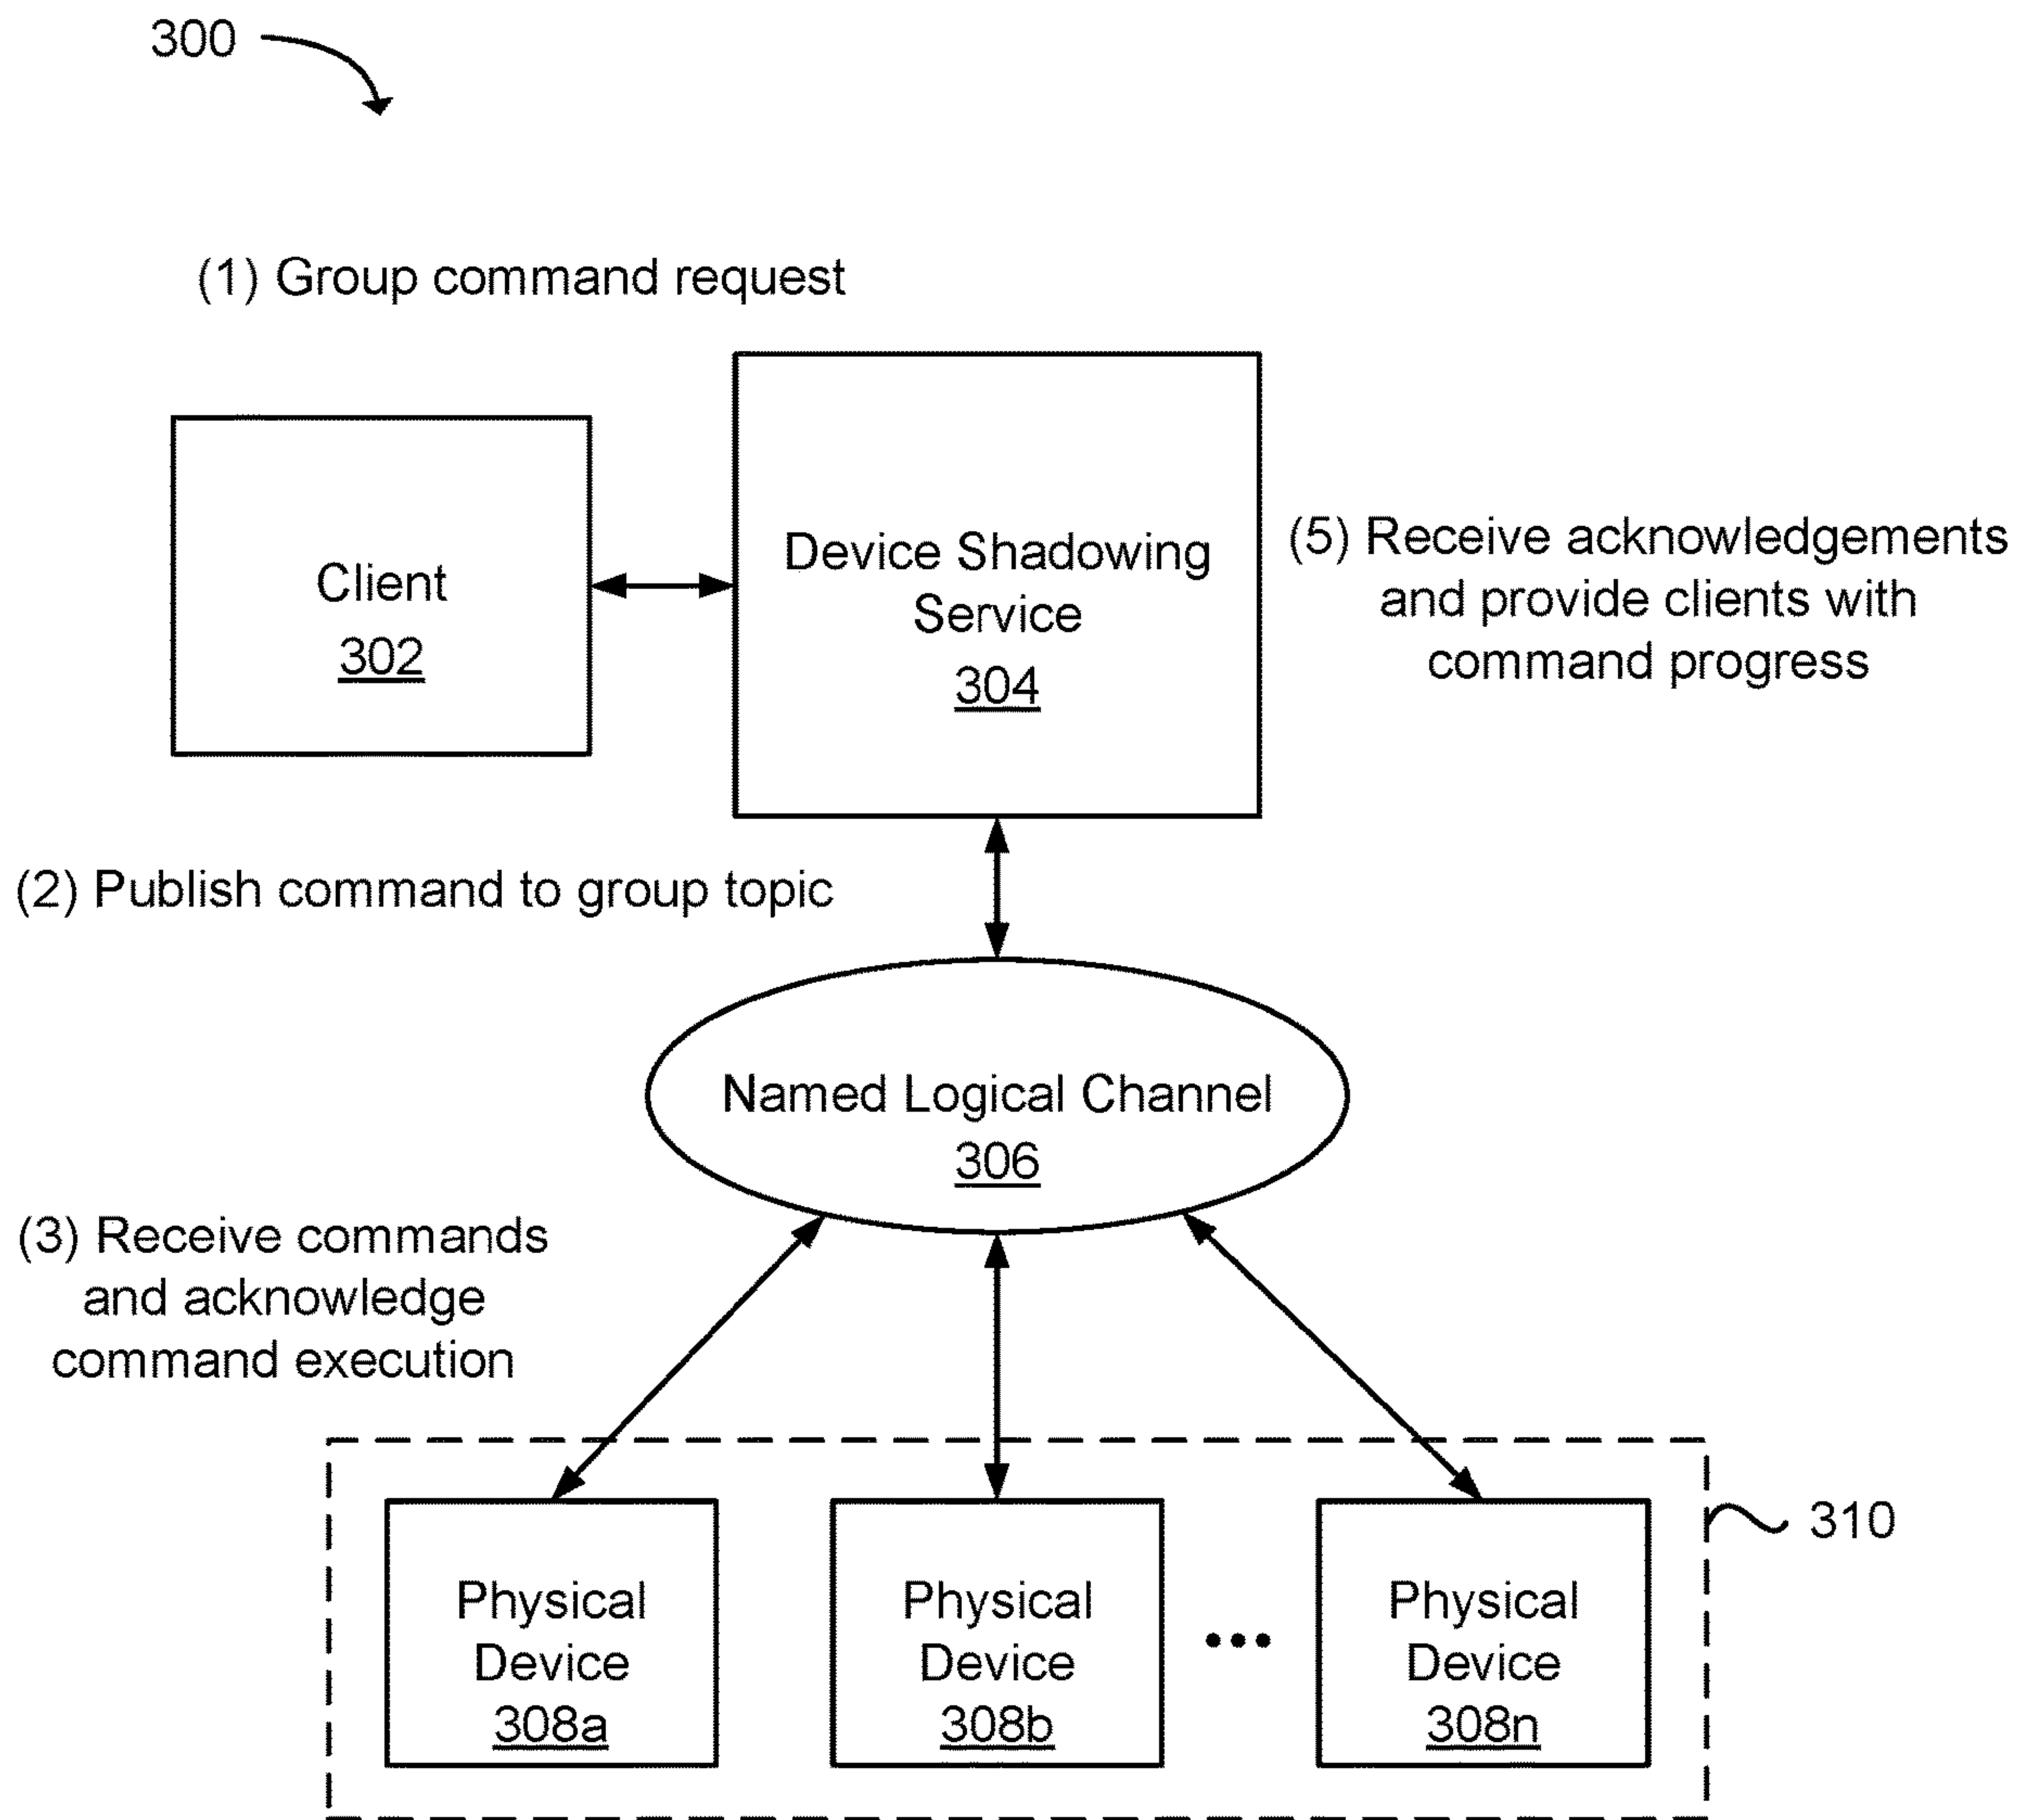 300
(1) Group command request
Client
302
Device Shadowing
Service
304
(5) Receive acknowledgements
and provide clients with
command progress
(2) Publish command to group topic
Named Logical Channel
306
(3) Receive commands
and acknowledge
command execution
310
Physical
Device
308a
Physical
Device
308b
•••
Physical
Device
308n